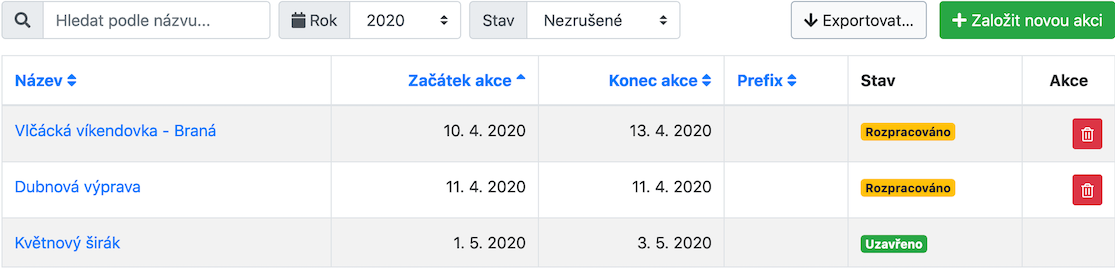 Hledat podle názvu... Rok 2020 Stav Nezrušené Exportovat... Založit novou akci
Název Začátek akce Konec akce Prefix Stav Akce
Vlčácká víkendovka - Braná 10. 4. 2020 13. 4. 2020 Rozpracováno
Dubnová výprava 11. 4. 2020 11. 4. 2020 Rozpracováno
Květnový širák 1. 5. 2020 3. 5. 2020 Uzavřeno